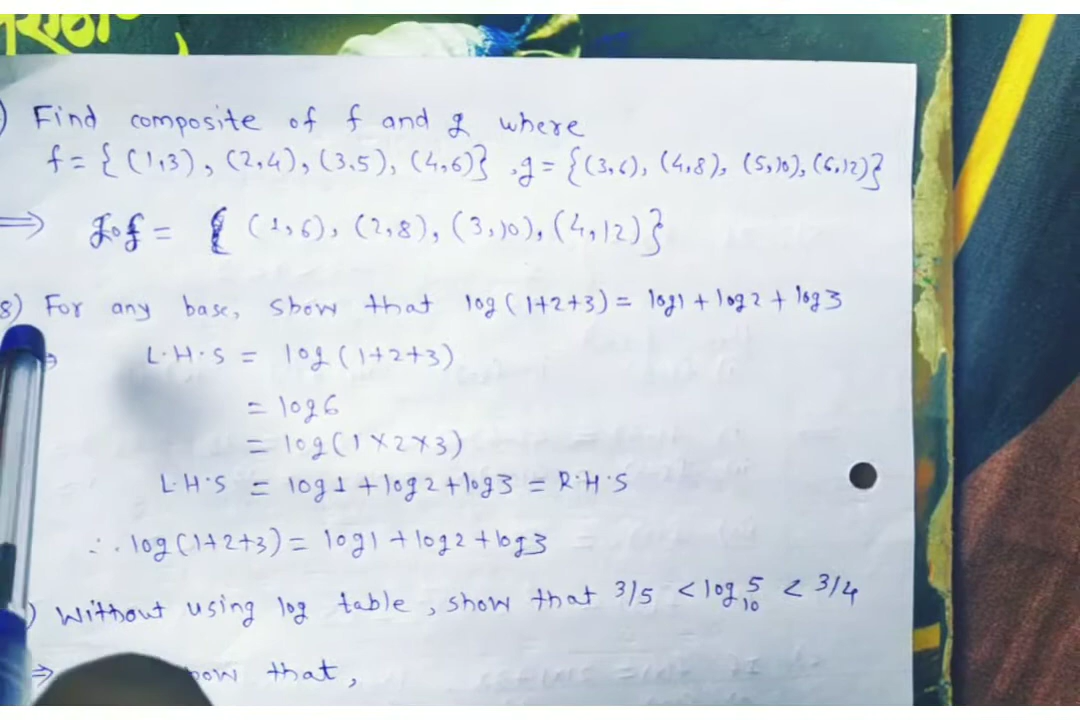 ) Find composite of f and g where
f = { (1,3), (2,4), (3,5), (4,6)} , g = {(3,6), (4,8), (5,10), (6,12)}
⇒ gof = { (1,6), (2,8), (3,10), (4,12)}
8) For any base, show that log(1+2+3) = log1 + log2 + log3
L.H.S = log(1+2+3)
= log6
= log(1×2×3)
L.H.S = log1 + log2 + log3 = R.H.S
∴ log(1+2+3) = log1 + log2 + log3
) Without using log table, show that 3/5 < log₁₀5 < 3/4
⇒ that,